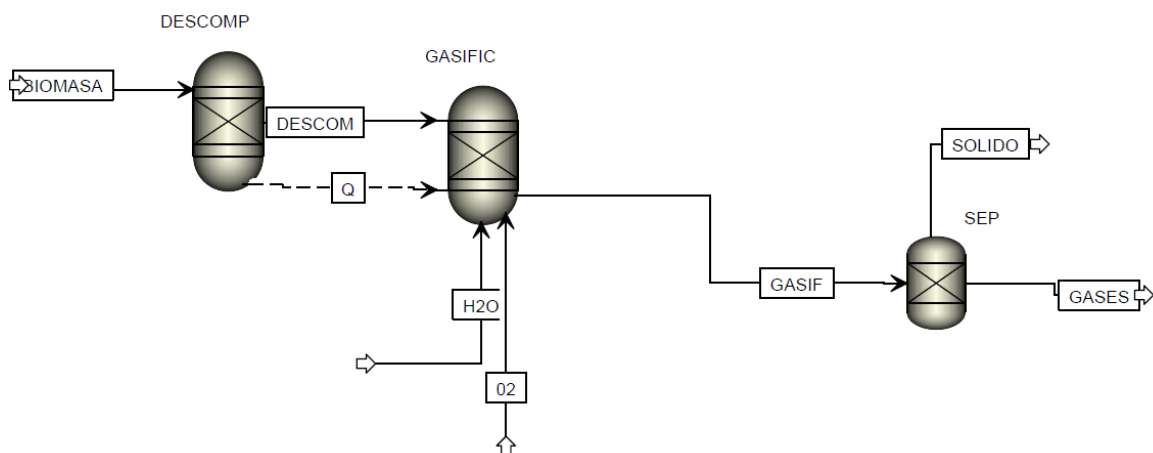 DESCOMP
GASIFIC
BIOMASA
DESCOM
SOLIDO
Q
SEP
GASIF
GASES
H2O
02